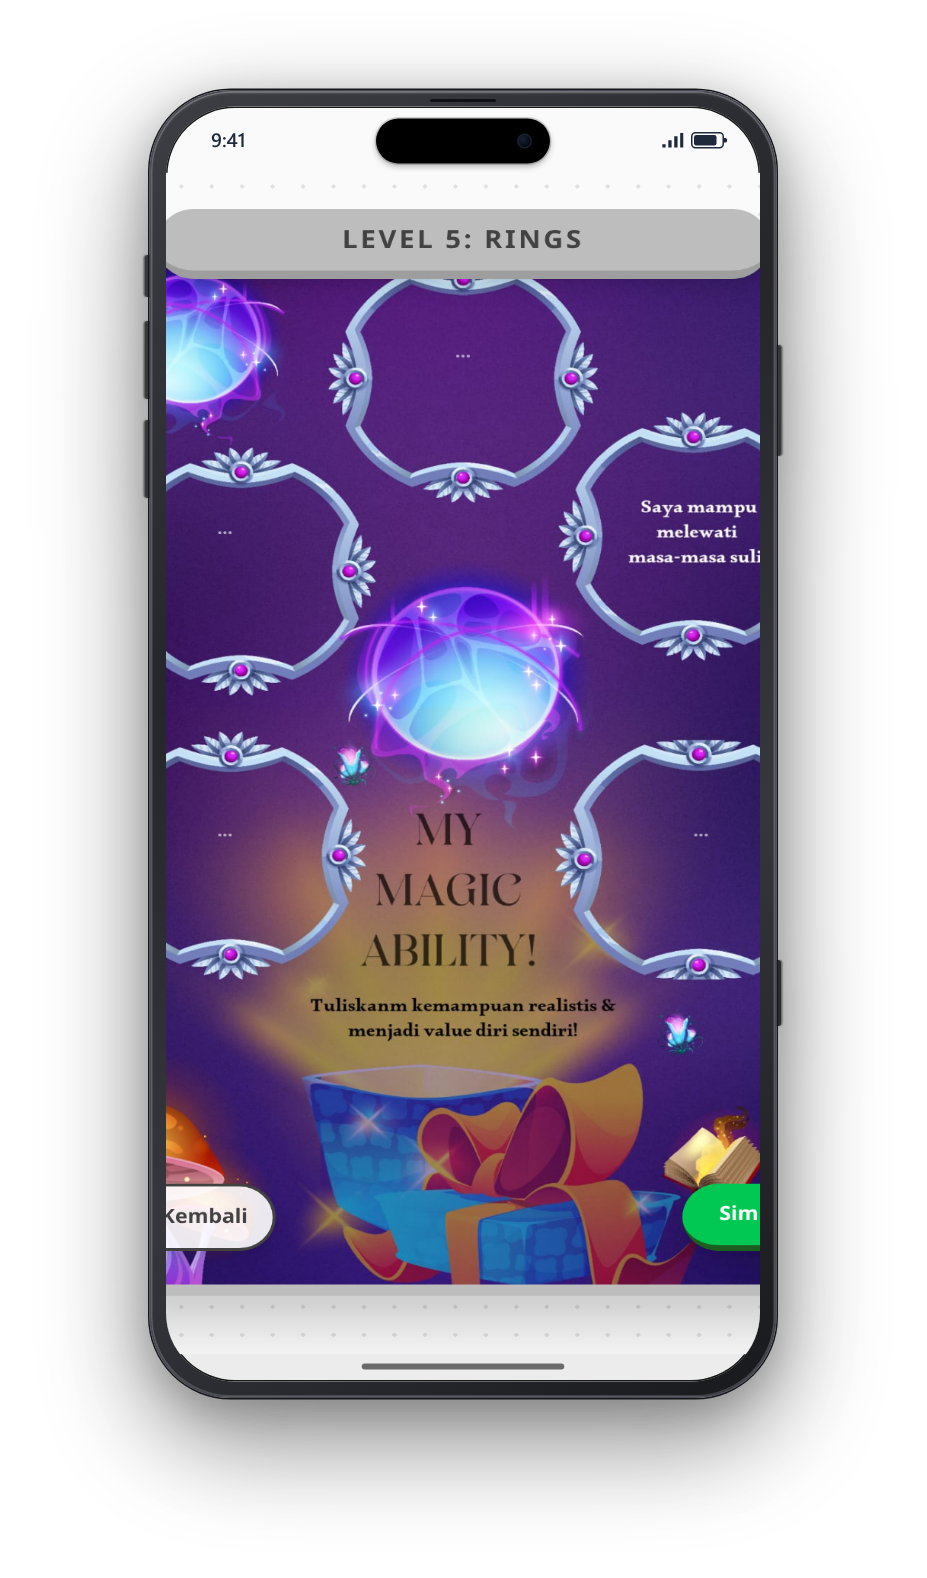 9:41
LEVEL 5: RINGS
...
Saya mampu
melewati
masa-masa suli
...
...
...
MY
MAGIC
ABILITY!
Tuliskanm kemampuan realistis &
menjadi value diri sendiri!
Kembali
Sim